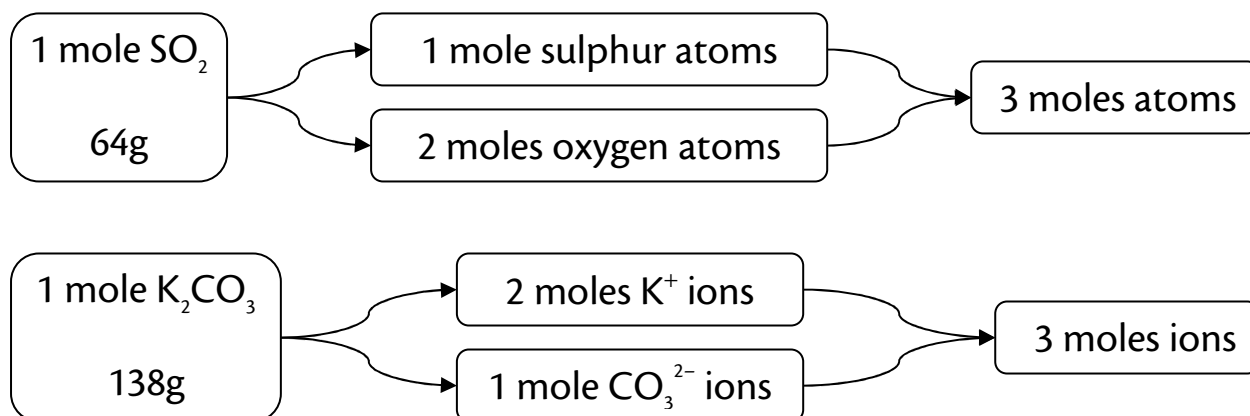 1 mole SO₂
64g
1 mole sulphur atoms
2 moles oxygen atoms
3 moles atoms
1 mole K₂CO₃
138g
2 moles K⁺ ions
1 mole CO₃²⁻ ions
3 moles ions